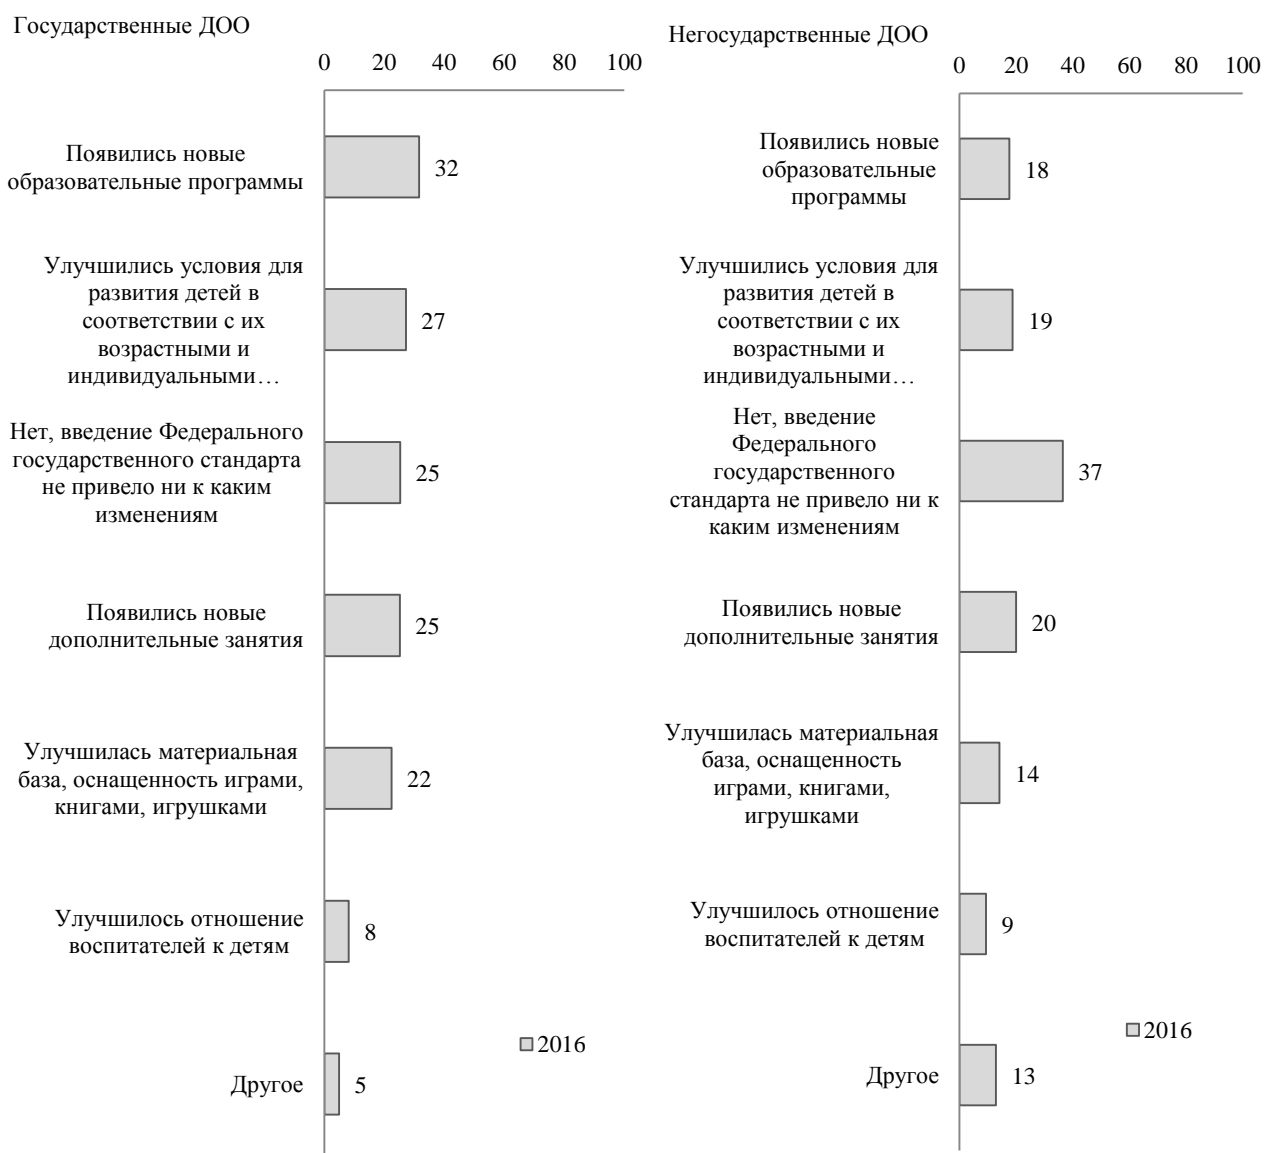 Государственные ДОО
0 20 40 60 80 100
Появились новые
образовательные программы
32
Улучшились условия для
развития детей в
соответствии с их
возрастными и
индивидуальными…
27
Нет, введение Федерального
государственного стандарта
не привело ни к каким
изменениям
25
Появились новые
дополнительные занятия
25
Улучшилась материальная
база, оснащенность играми,
книгами, игрушками
22
Улучшилось отношение
воспитателей к детям
8
Другое
5
2016
Негосударственные ДОО
0 20 40 60 80 100
Появились новые
образовательные
программы
18
Улучшились условия для
развития детей в
соответствии с их
возрастными и
индивидуальными…
19
Нет, введение
Федерального
государственного
стандарта не привело ни к
каким изменениям
37
Появились новые
дополнительные занятия
20
Улучшилась материальная
база, оснащенность
играми, книгами,
игрушками
14
Улучшилось отношение
воспитателей к детям
9
Другое
13
2016